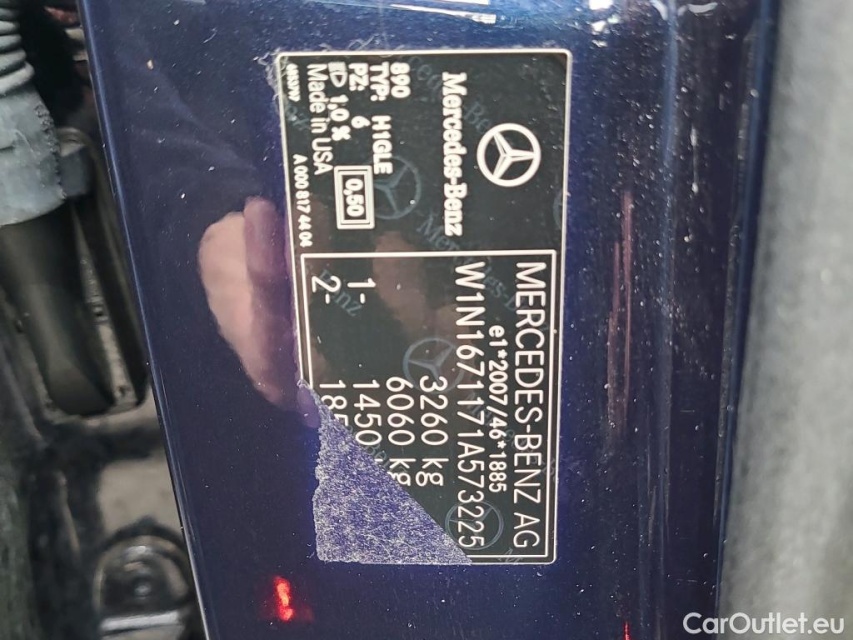 Mercedes-Benz
890
TYP: H1GLE
PZ: 6
ID 1,0 %
0,50
Made in USA
A 000 817 44 04
MERCEDES-BENZ AG
e1*2007/46*1885
W1N1671171A573225
3260 kg
6060 kg
1- 1450
2- 185
CarOutlet.eu